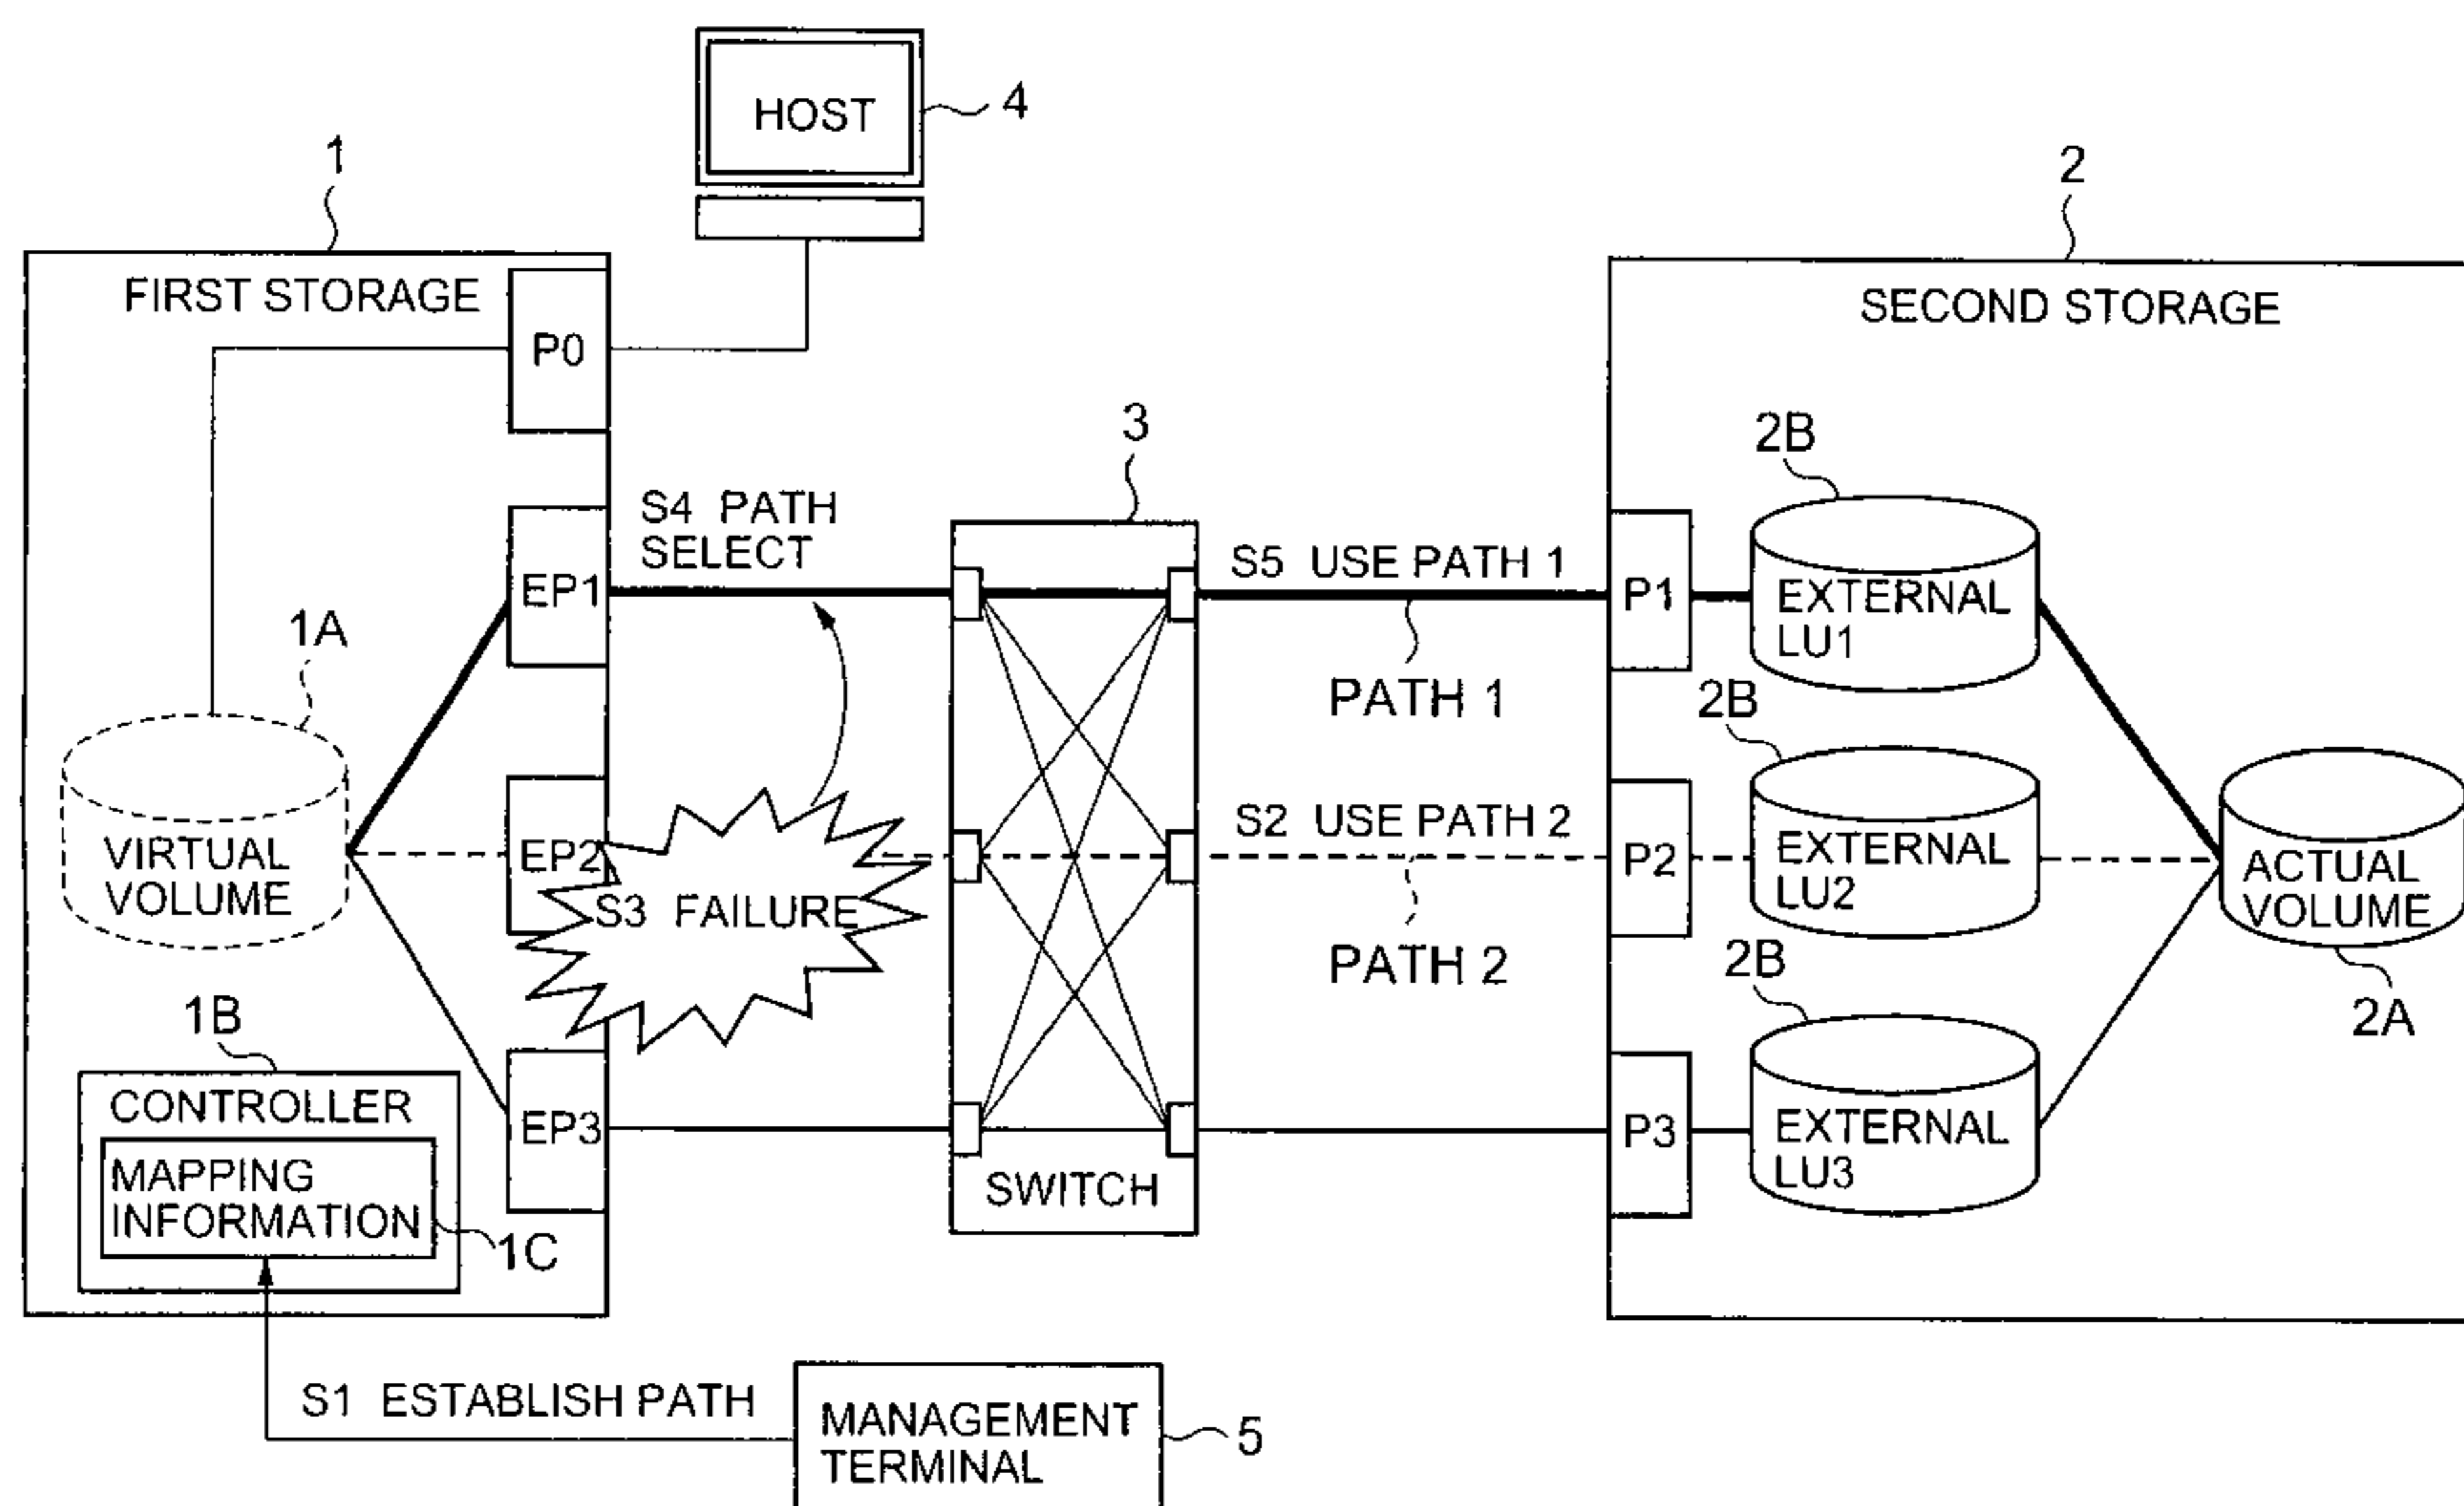 HOST
4
1
2
FIRST STORAGE
P0
SECOND STORAGE
3
2B
S4 PATH
SELECT
S5 USE PATH 1
EP1
P1
EXTERNAL
LU1
1A
PATH 1
2B
S2 USE PATH 2
VIRTUAL
VOLUME
EP2
S3 FAILURE
P2
EXTERNAL
LU2
ACTUAL
VOLUME
PATH 2
2B
2A
1B
CONTROLLER
MAPPING
INFORMATION
1C
EP3
SWITCH
P3
EXTERNAL
LU3
S1 ESTABLISH PATH
MANAGEMENT
TERMINAL
5